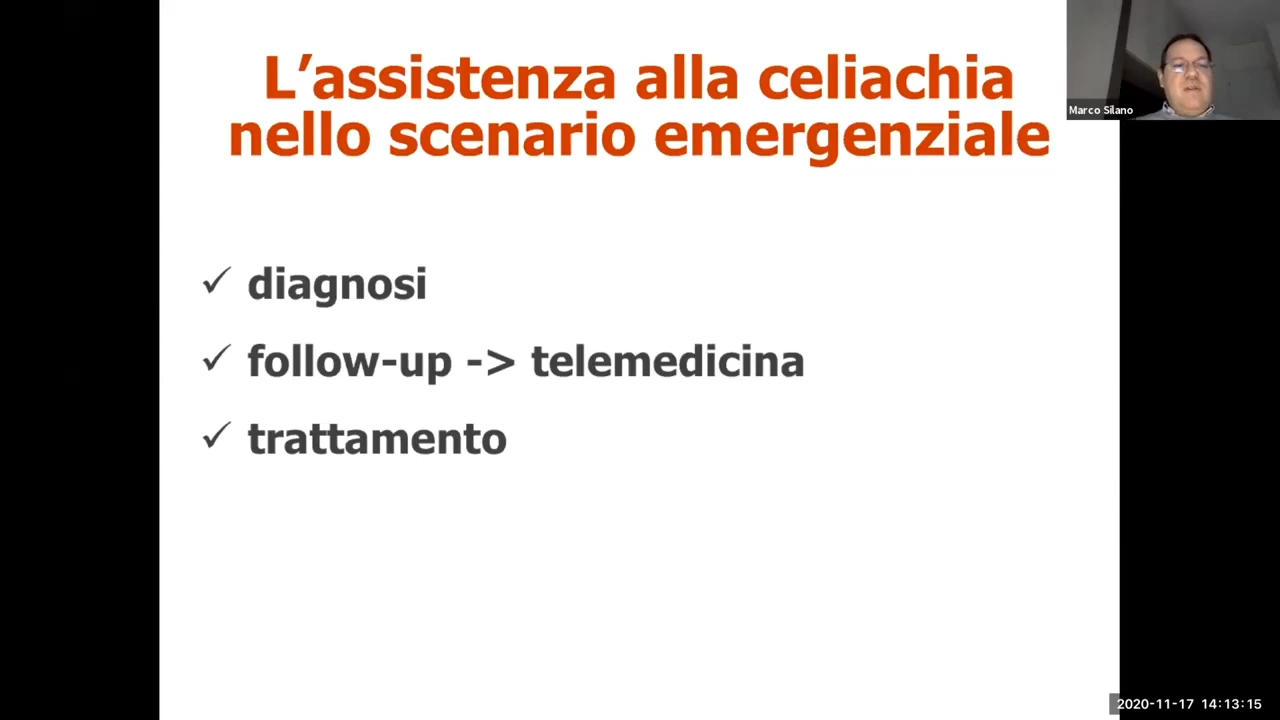 L’assistenza alla celiachia
nello scenario emergenziale
✓ diagnosi
✓ follow-up -> telemedicina
✓ trattamento
Marco Silano
2020-11-17 14:13:15